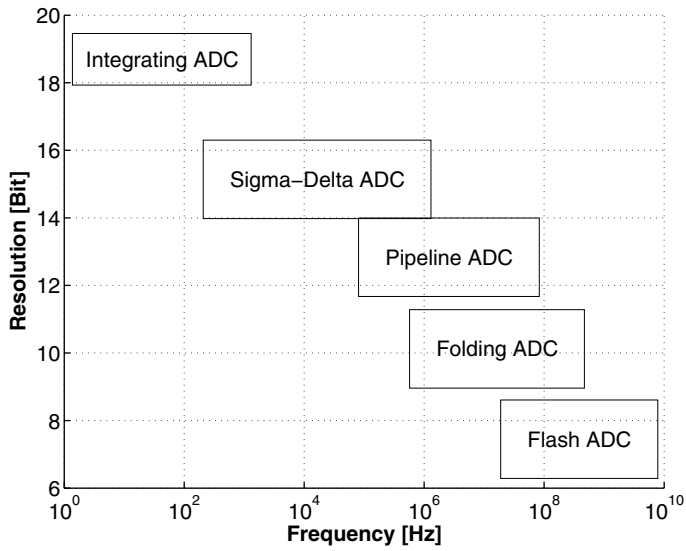 20
18
16
14
12
10
8
6
Resolution [Bit]
Integrating ADC
Sigma−Delta ADC
Pipeline ADC
Folding ADC
Flash ADC
10^0 10^2 10^4 10^6 10^8 10^10
Frequency [Hz]